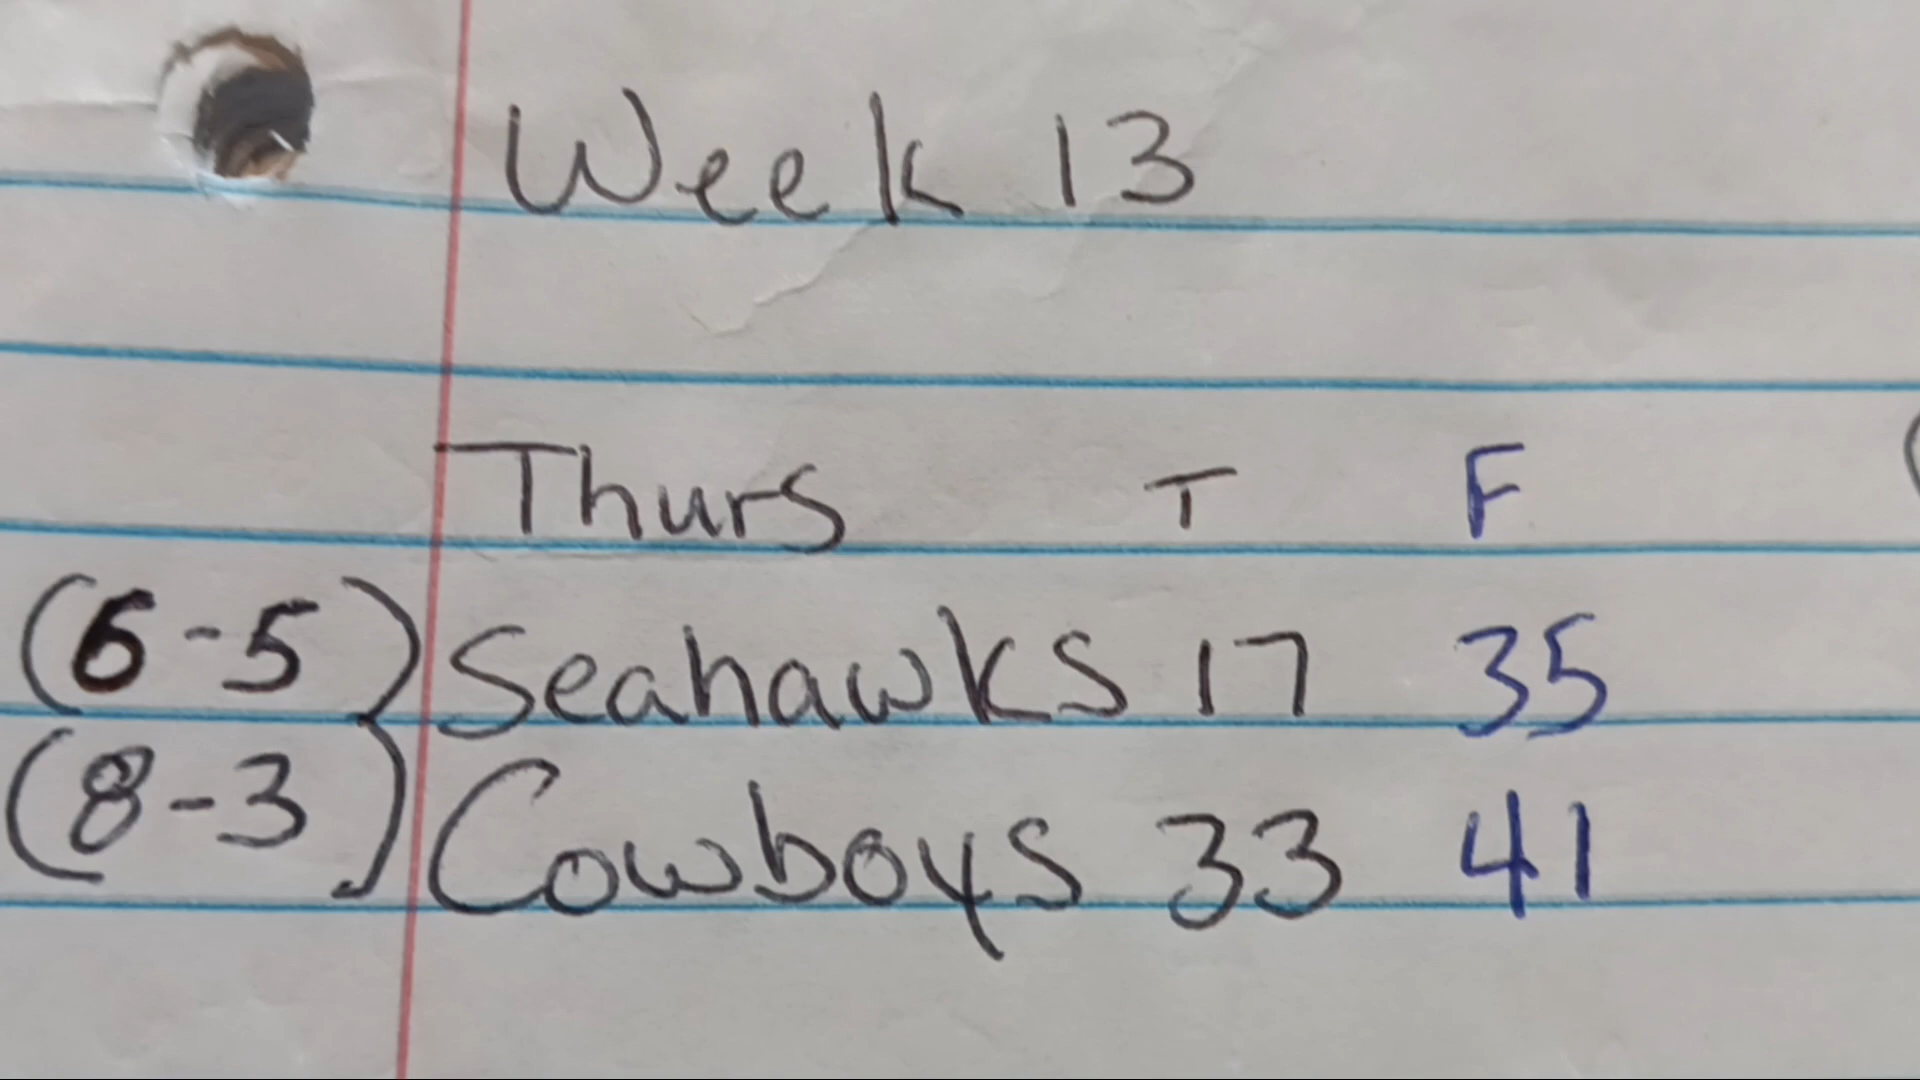 Week 13
Thurs T F
(6-5) Seahawks 17 35
(8-3) Cowboys 33 41